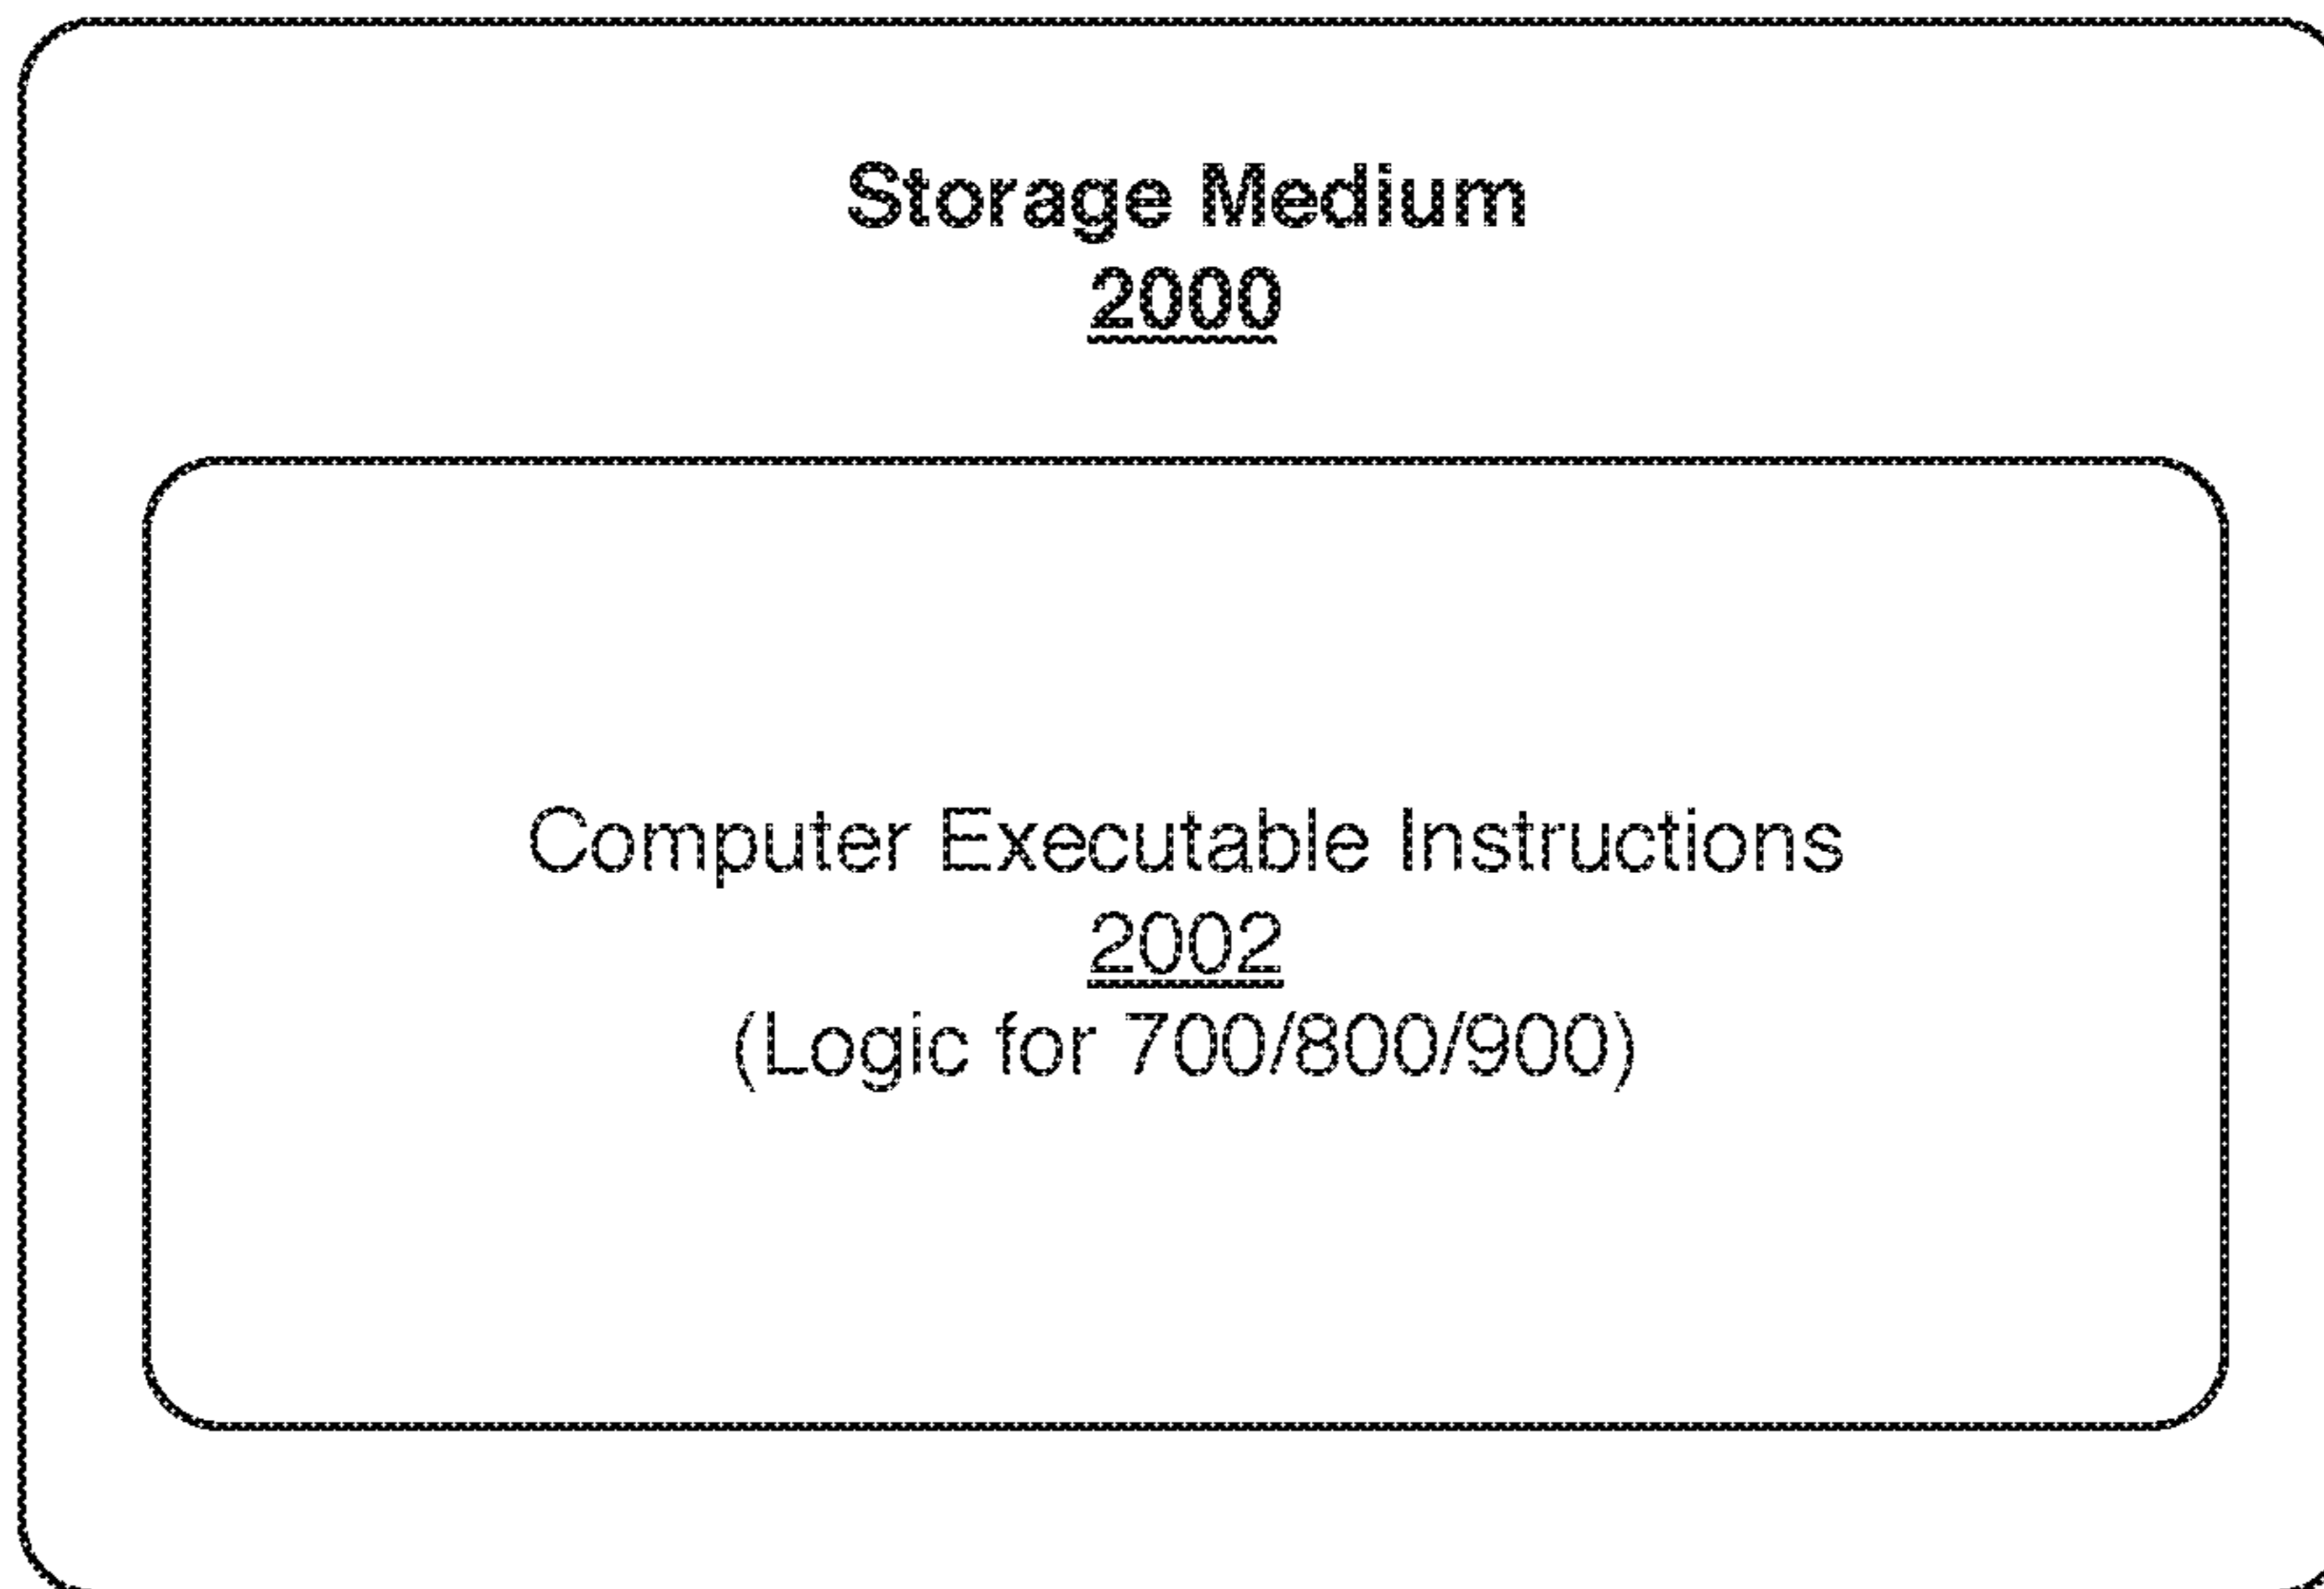 Storage Medium
2000
Computer Executable Instructions
2002
(Logic for 700/800/900)